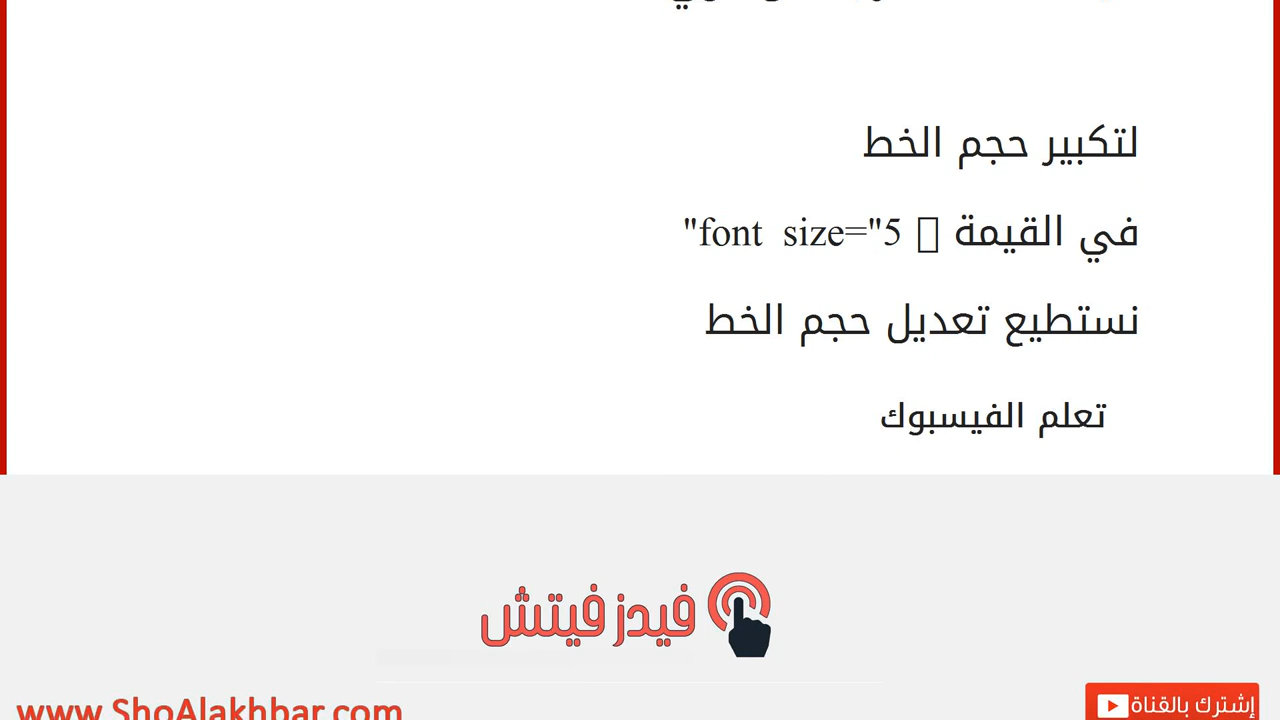 لتكبير حجم الخط
في القيمة font size="5"
نستطيع تعديل حجم الخط
تعلم الفيسبوك
فيدز فيتش
www.ShoAlakhbar.com
إشترك بالقناة